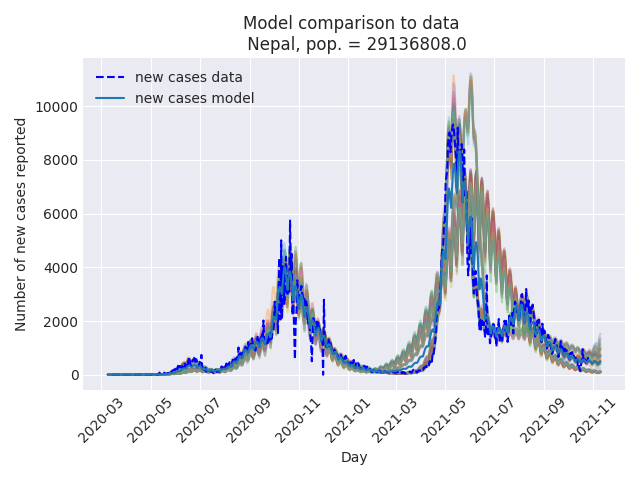 Model comparison to data
Nepal, pop. = 29136808.0
new cases data
new cases model
Number of new cases reported
10000
8000
6000
4000
2000
0
2020-03
2020-05
2020-07
2020-09
2020-11
2021-01
2021-03
2021-05
2021-07
2021-09
2021-11
Day